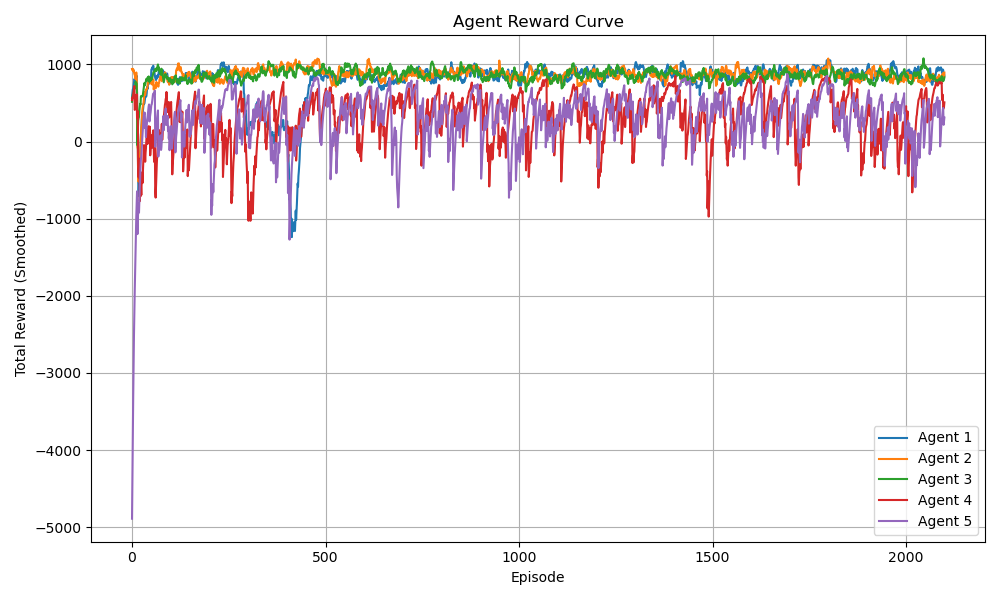 Agent Reward Curve
Total Reward (Smoothed)
1000
0
−1000
−2000
−3000
−4000
−5000
0
500
1000
1500
2000
Episode
Agent 1
Agent 2
Agent 3
Agent 4
Agent 5